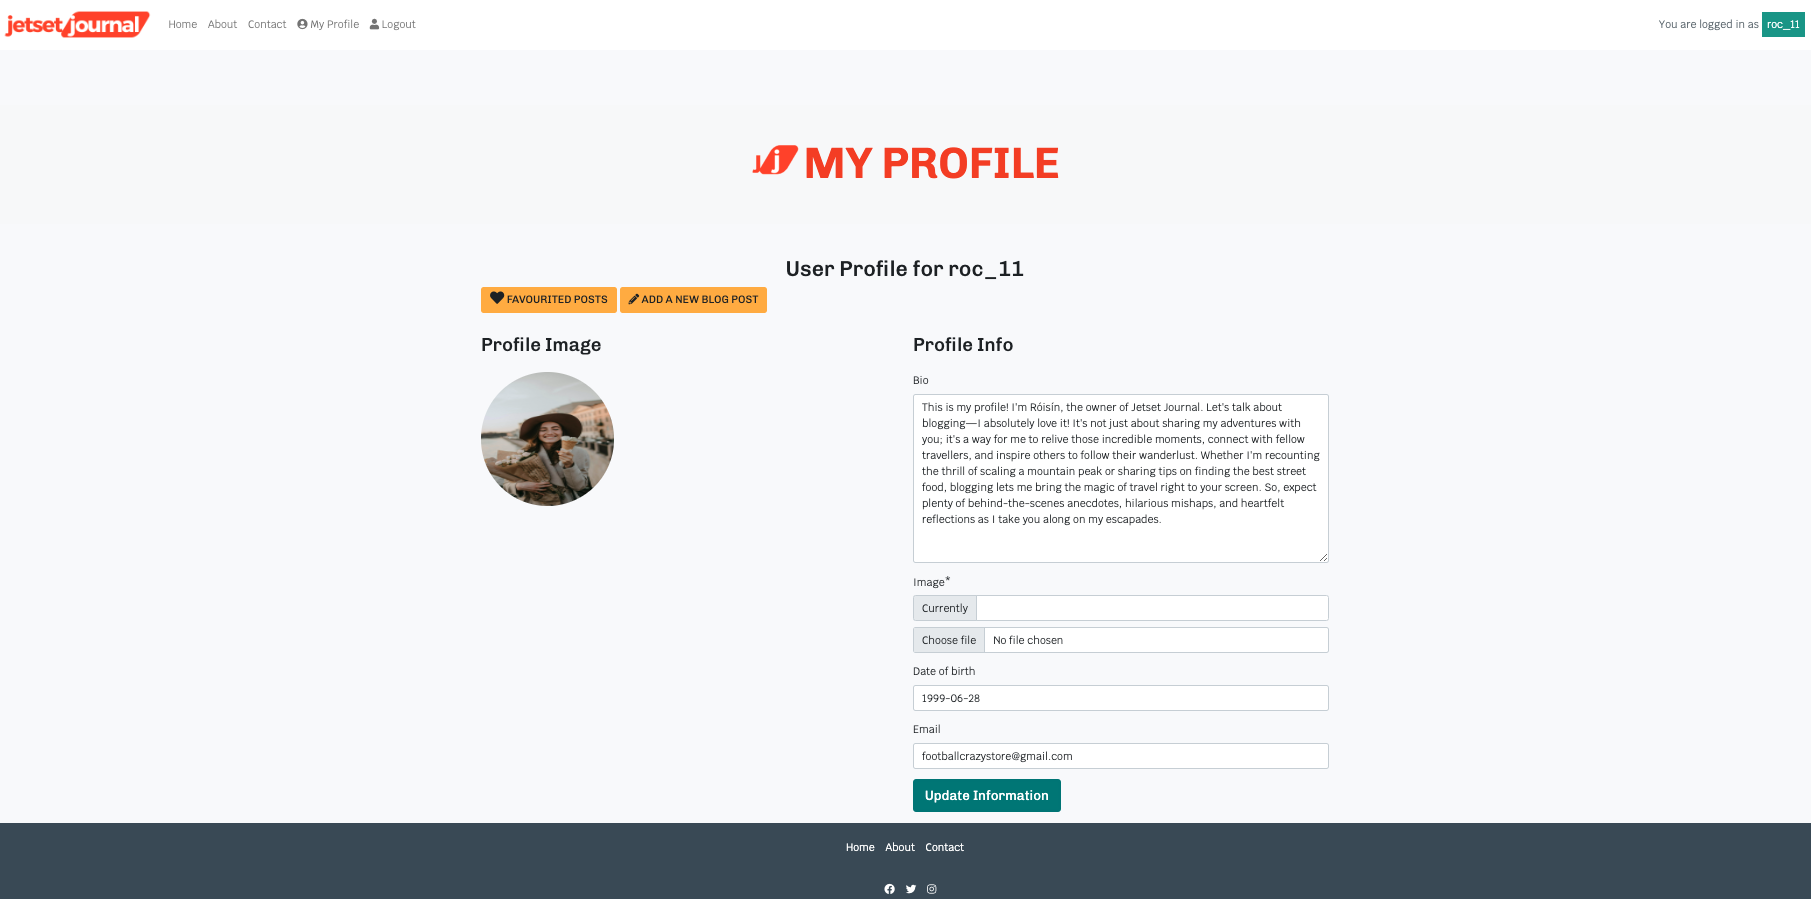 jetset journal
Home About Contact My Profile Logout
You are logged in as roc_11
jj MY PROFILE
User Profile for roc_11
FAVOURITED POSTS ADD A NEW BLOG POST
Profile Image
Profile Info
Bio
This is my profile! I'm Róisín, the owner of Jetset Journal. Let's talk about
blogging—I absolutely love it! It's not just about sharing my adventures with
you; it's a way for me to relive those incredible moments, connect with fellow
travellers, and inspire others to follow their wanderlust. Whether I'm recounting
the thrill of scaling a mountain peak or sharing tips on finding the best street
food, blogging lets me bring the magic of travel right to your screen. So, expect
plenty of behind-the-scenes anecdotes, hilarious mishaps, and heartfelt
reflections as I take you along on my escapades.
Image*
Currently
Choose file No file chosen
Date of birth
1999-06-28
Email
footballcrazystore@gmail.com
Update Information
Home About Contact